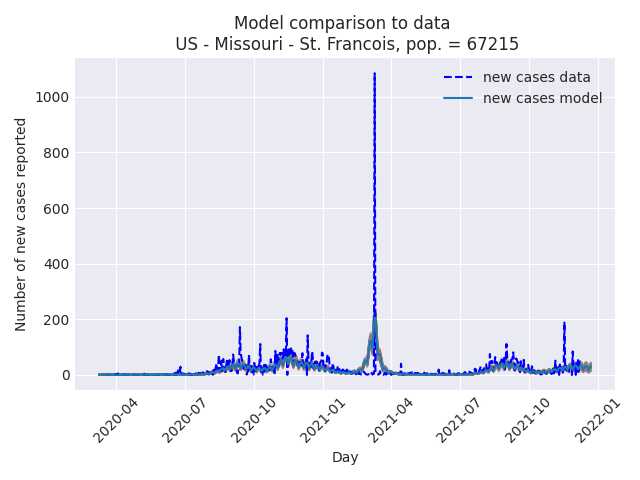 Model comparison to data
US - Missouri - St. Francois, pop. = 67215
new cases data
new cases model
Number of new cases reported
1000
800
600
400
200
0
2020-04
2020-07
2020-10
2021-01
2021-04
2021-07
2021-10
2022-01
Day